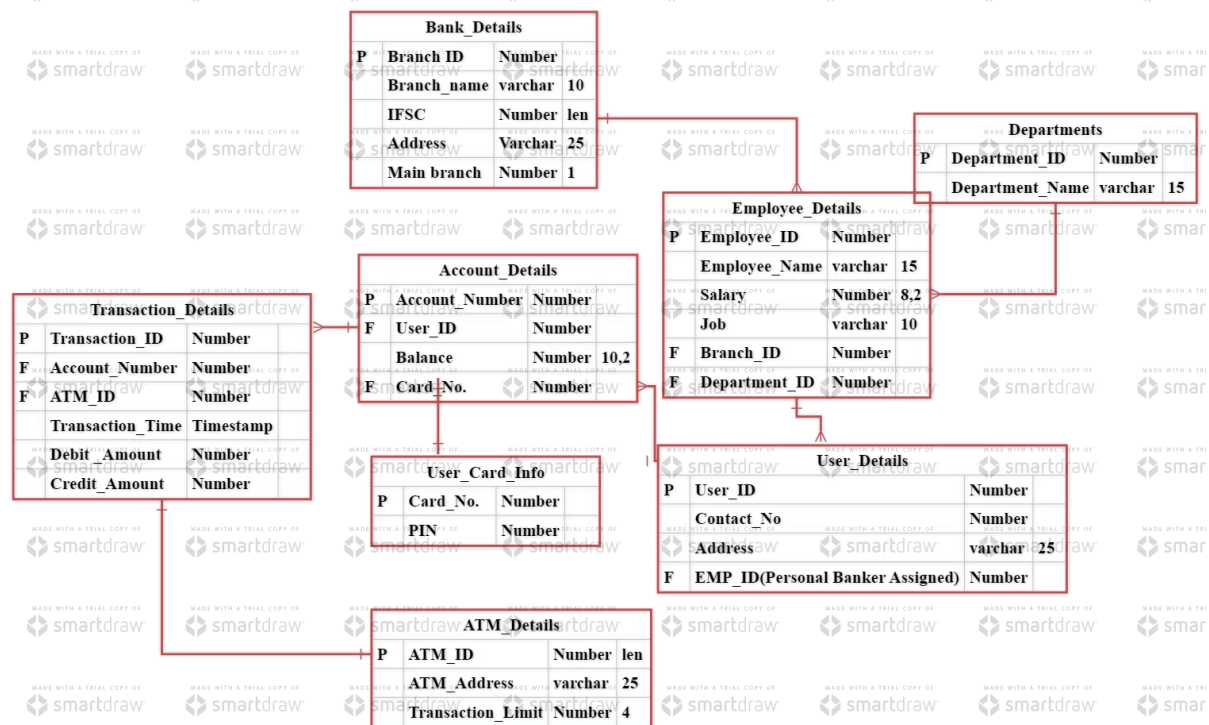 Bank_Details
P Branch ID Number
Branch_name varchar 10
IFSC Number len
Address Varchar 25
Main branch Number 1
Departments
P Department_ID Number
Department_Name varchar 15
Employee_Details
P Employee_ID Number
Employee_Name varchar 15
Salary Number 8,2
Job varchar 10
F Branch_ID Number
F Department_ID Number
Account_Details
P Account_Number Number
F User_ID Number
Balance Number 10,2
F Card_No. Number
Transaction_Details
P Transaction_ID Number
F Account_Number Number
F ATM_ID Number
Transaction_Time Timestamp
Debit_Amount Number
Credit_Amount Number
User_Card_Info
P Card_No. Number
PIN Number
User_Details
P User_ID Number
Contact_No Number
Address varchar 25
F EMP_ID(Personal Banker Assigned) Number
ATM_Details
P ATM_ID Number len
ATM_Address varchar 25
Transaction_Limit Number 4
MADE WITH A TRIAL COPY OF
smartdraw